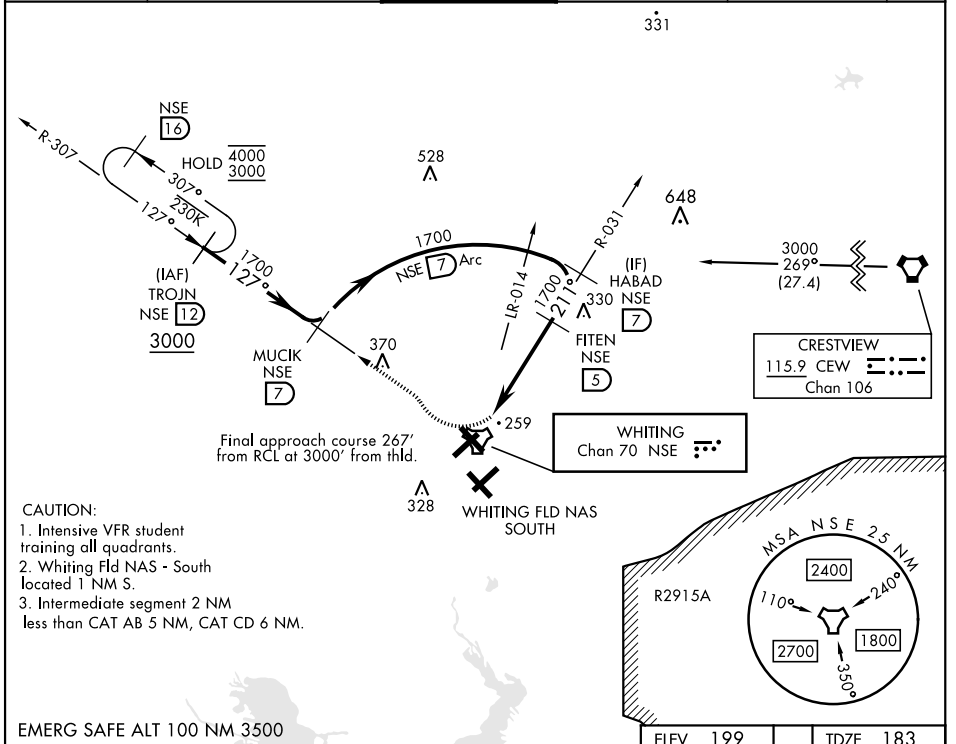 331
NSE
16
R-307
HOLD 4000
3000
307°
230K
127°
528
648
1700
127°
(IAF)
TROJN
NSE 12
3000
1700
NSE 7 Arc
LR-014
R-031
1700
211°
(IF)
HABAD
NSE
7
330
FITEN
NSE
5
3000
269°
(27.4)
CRESTVIEW
115.9 CEW
Chan 106
MUCIK
NSE
7
370
259
Final approach course 267'
from RCL at 3000' from thld.
WHITING
Chan 70 NSE
328
WHITING FLD NAS
SOUTH
CAUTION:
1. Intensive VFR student
training all quadrants.
2. Whiting Fld NAS - South
located 1 NM S.
3. Intermediate segment 2 NM
less than CAT AB 5 NM, CAT CD 6 NM.
R2915A
MSA NSE 25 NM
2400
110°
240°
2700
1800
350°
EMERG SAFE ALT 100 NM 3500
ELEV 199
TDZE 183